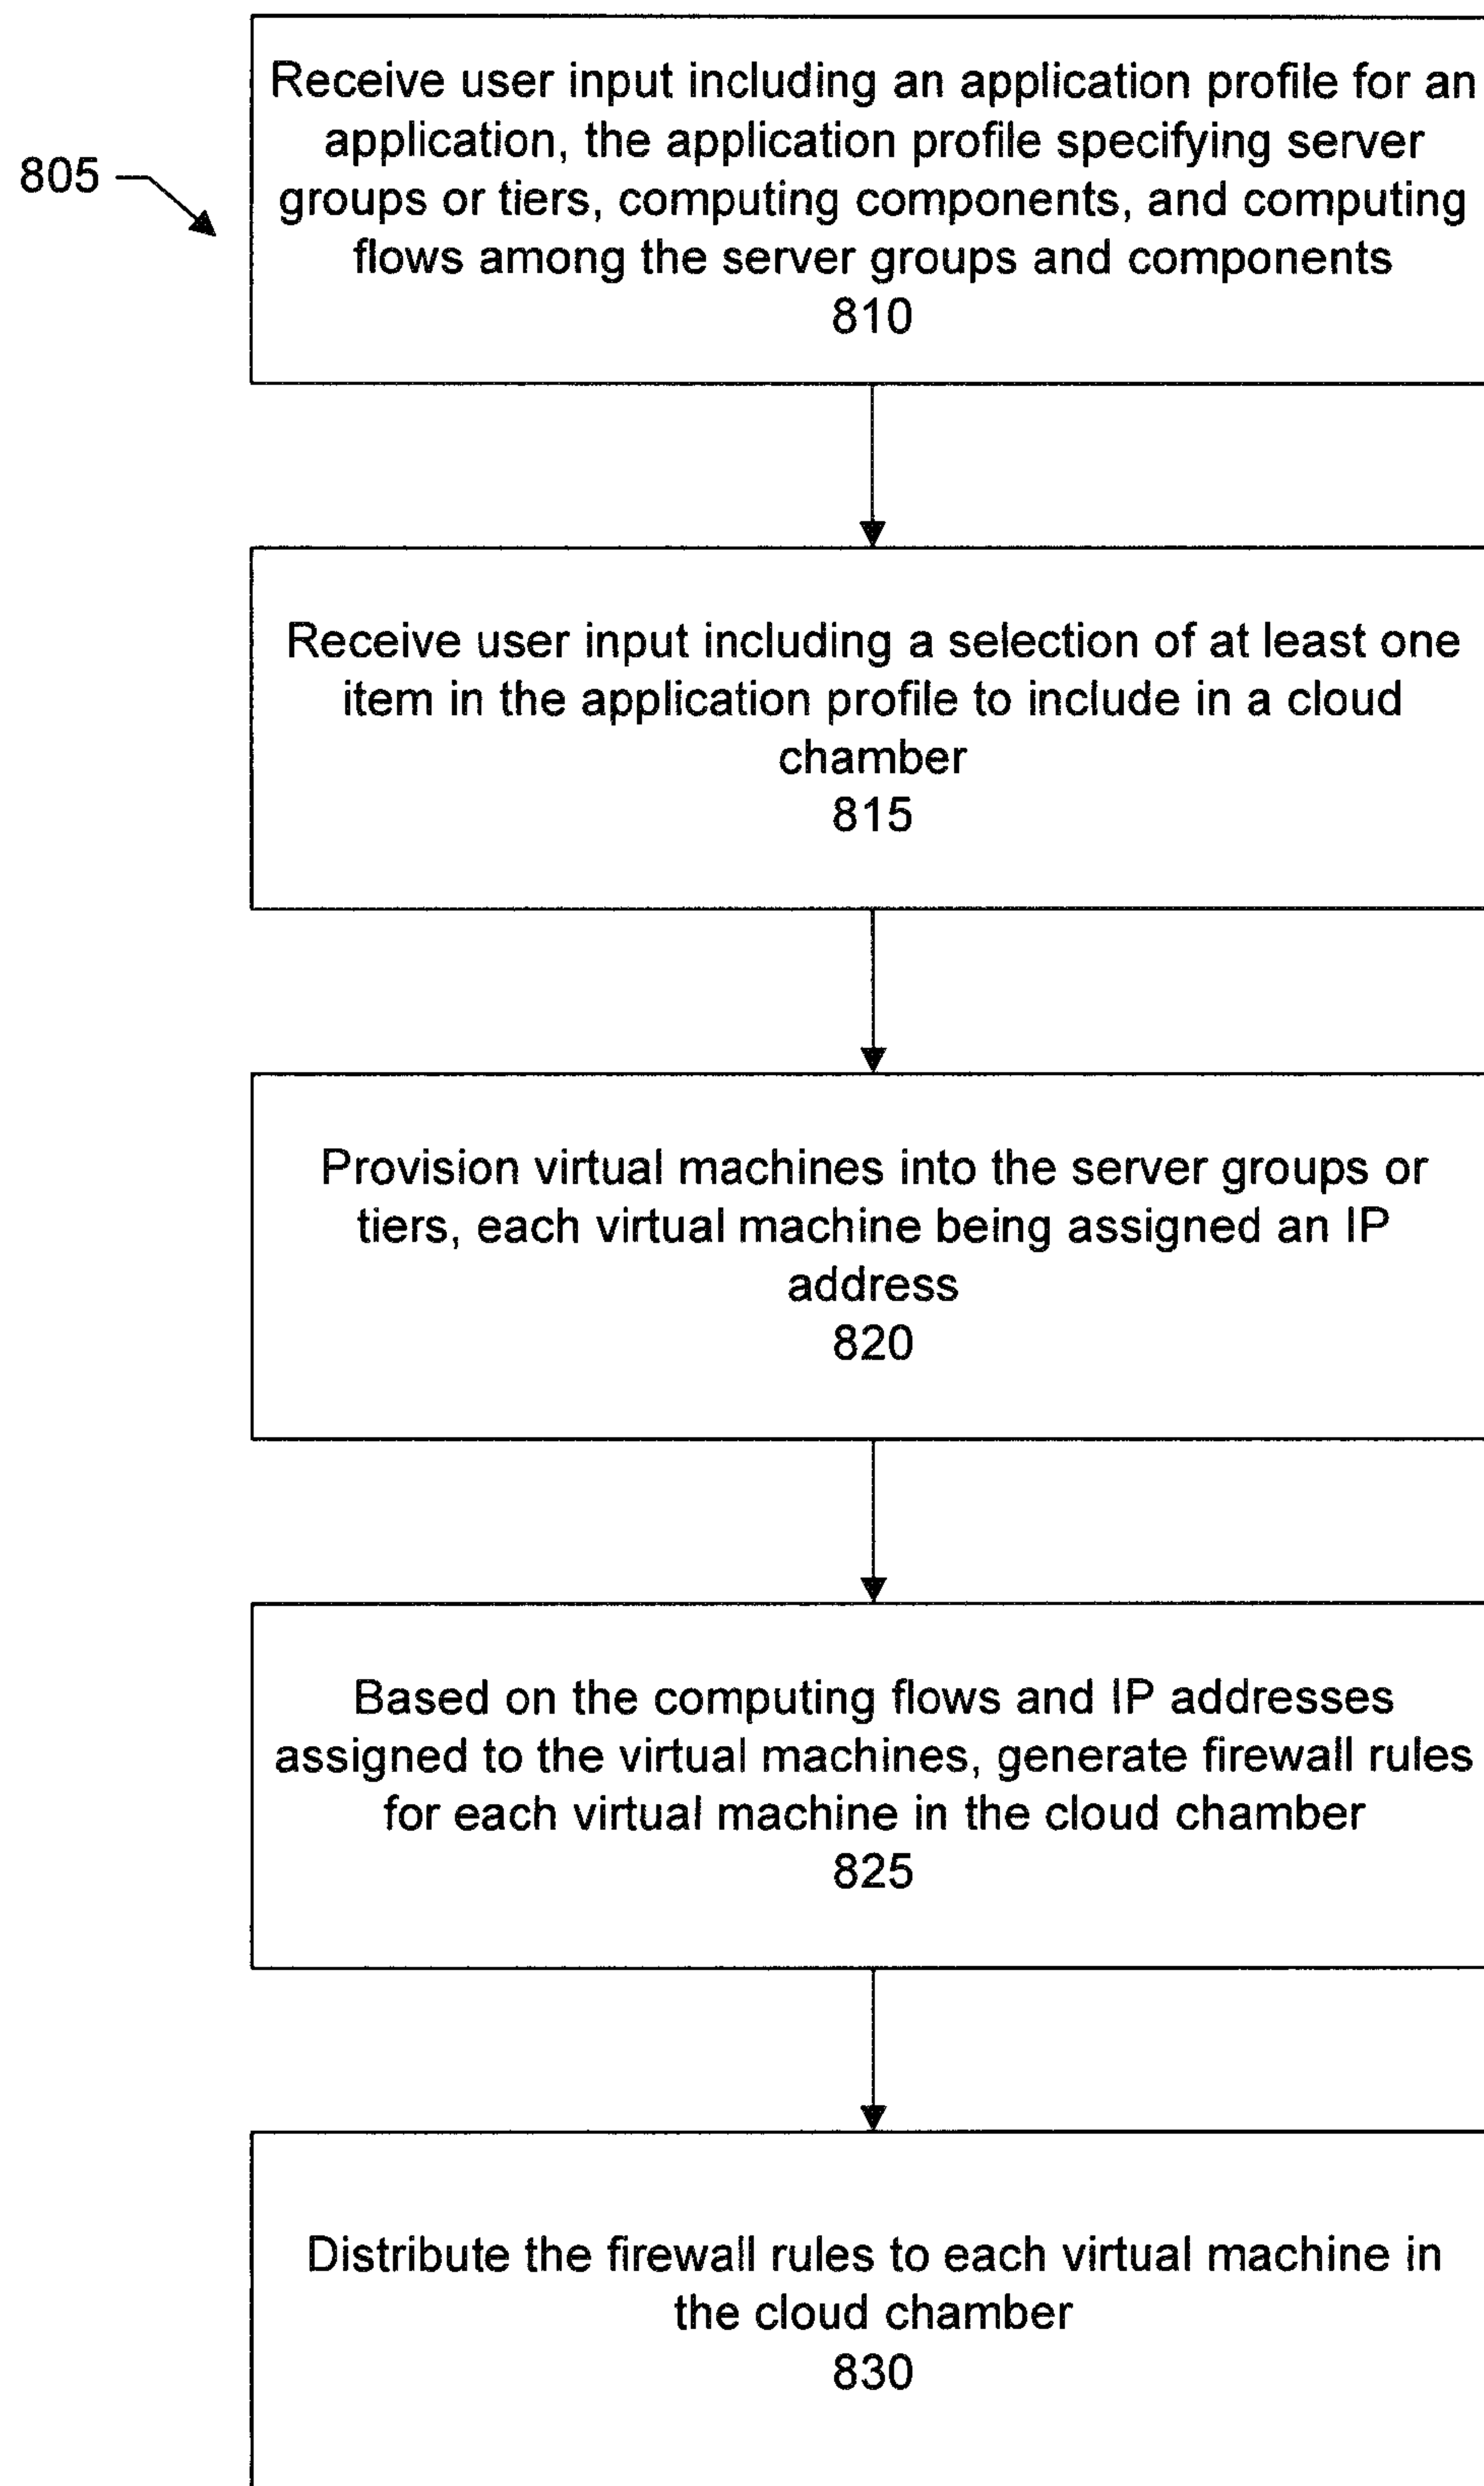 Receive user input including an application profile for an
application, the application profile specifying server
805
groups or tiers, computing components, and computing
flows among the server groups and components
810
Receive user input including a selection of at least one
item in the application profile to include in a cloud
chamber
815
Provision virtual machines into the server groups or
tiers, each virtual machine being assigned an IP
address
820
Based on the computing flows and IP addresses
assigned to the virtual machines, generate firewall rules
for each virtual machine in the cloud chamber
825
Distribute the firewall rules to each virtual machine in
the cloud chamber
830